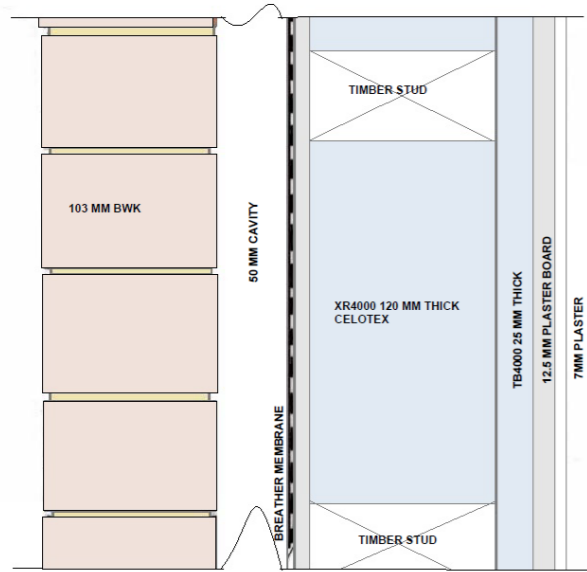 TIMBER STUD
103 MM BWK
50 MM CAVITY
XR4000 120 MM THICK
CELOTEX
TB4000 25 MM THICK
12.5 MM PLASTER BOARD
7MM PLASTER
BREATHER MEMBRANE
TIMBER STUD